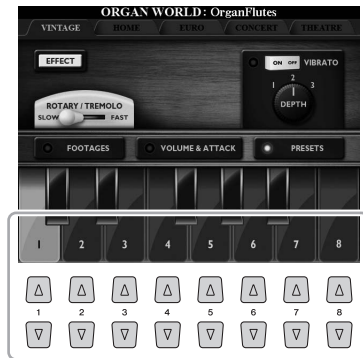 ORGAN WORLD: OrganFlutes
VINTAGE HOME EURO CONCERT THEATRE
EFFECT
ON OFF VIBRATO
1 2 3
DEPTH
ROTARY / TREMOLO
SLOW FAST
FOOTAGES VOLUME & ATTACK PRESETS
1 2 3 4 5 6 7 8
1 2 3 4 5 6 7 8